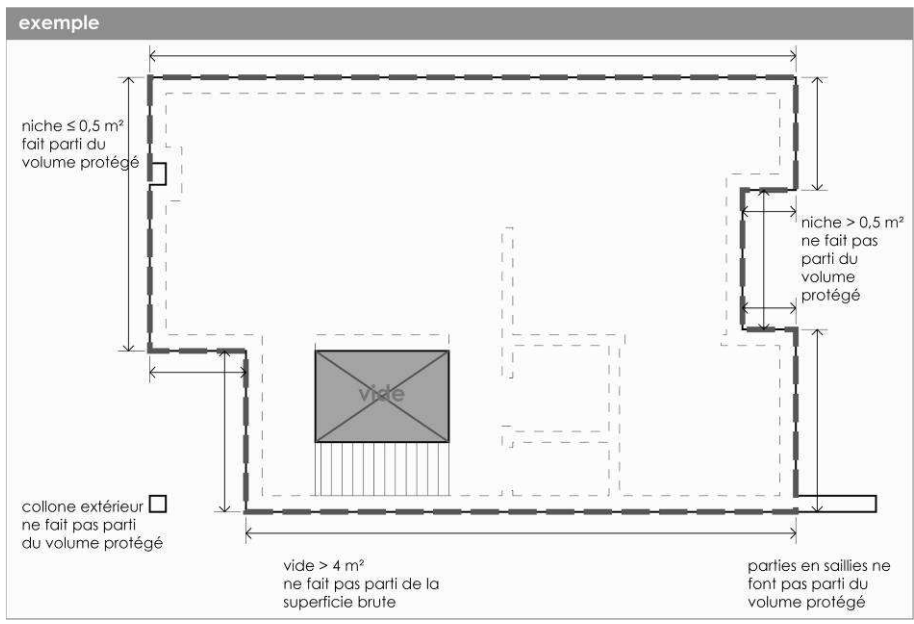 exemple
niche ≤ 0,5 m²
fait parti du
volume protégé
niche > 0,5 m²
ne fait pas
parti du
volume
protégé
vide
collone extérieur
ne fait pas parti
du volume protégé
vide > 4 m²
ne fait pas parti de la
superficie brute
parties en saillies ne
font pas parti du
volume protégé